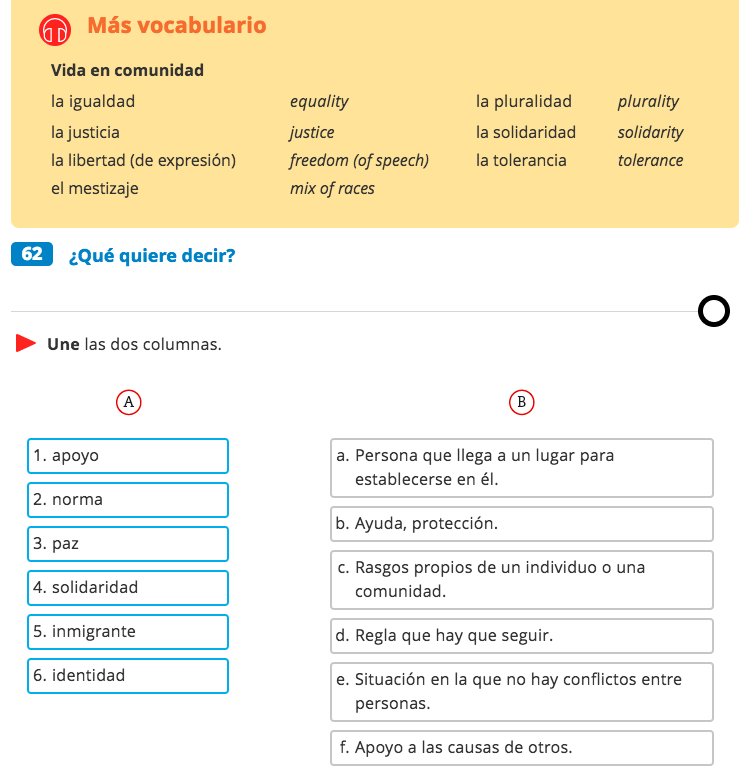 Más vocabulario
Vida en comunidad
la igualdad equality la pluralidad plurality
la justicia justice la solidaridad solidarity
la libertad (de expresión) freedom (of speech) la tolerancia tolerance
el mestizaje mix of races
62 ¿Qué quiere decir?
Une las dos columnas.
A B
1. apoyo
2. norma
3. paz
4. solidaridad
5. inmigrante
6. identidad
a. Persona que llega a un lugar para
establecerse en él.
b. Ayuda, protección.
c. Rasgos propios de un individuo o una
comunidad.
d. Regla que hay que seguir.
e. Situación en la que no hay conflictos entre
personas.
f. Apoyo a las causas de otros.